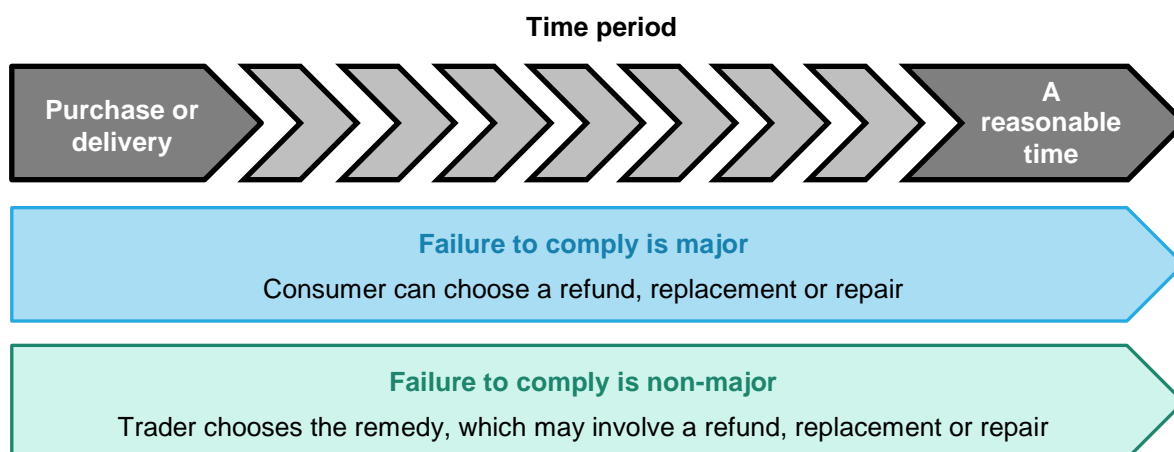 Time period
Purchase or
delivery
A
reasonable
time
Failure to comply is major
Consumer can choose a refund, replacement or repair
Failure to comply is non-major
Trader chooses the remedy, which may involve a refund, replacement or repair